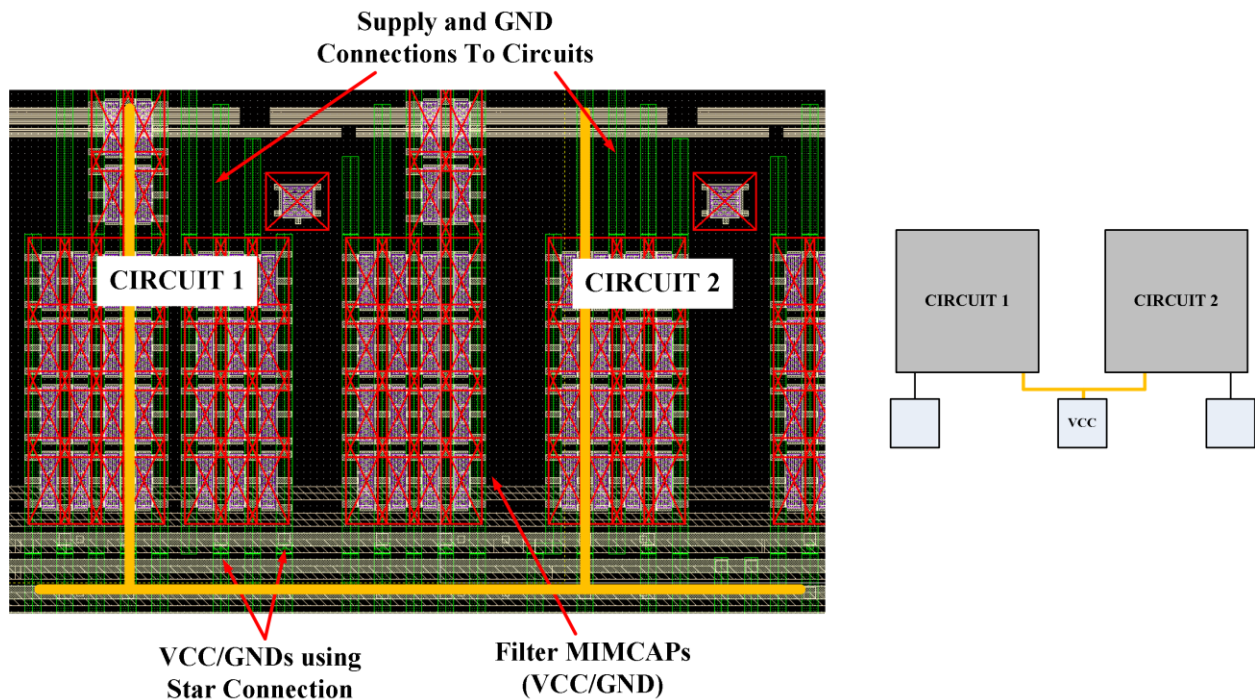 Supply and GND
Connections To Circuits
CIRCUIT 1
CIRCUIT 2
VCC/GNDs using
Star Connection
Filter MIMCAPs
(VCC/GND)
CIRCUIT 1
CIRCUIT 2
VCC